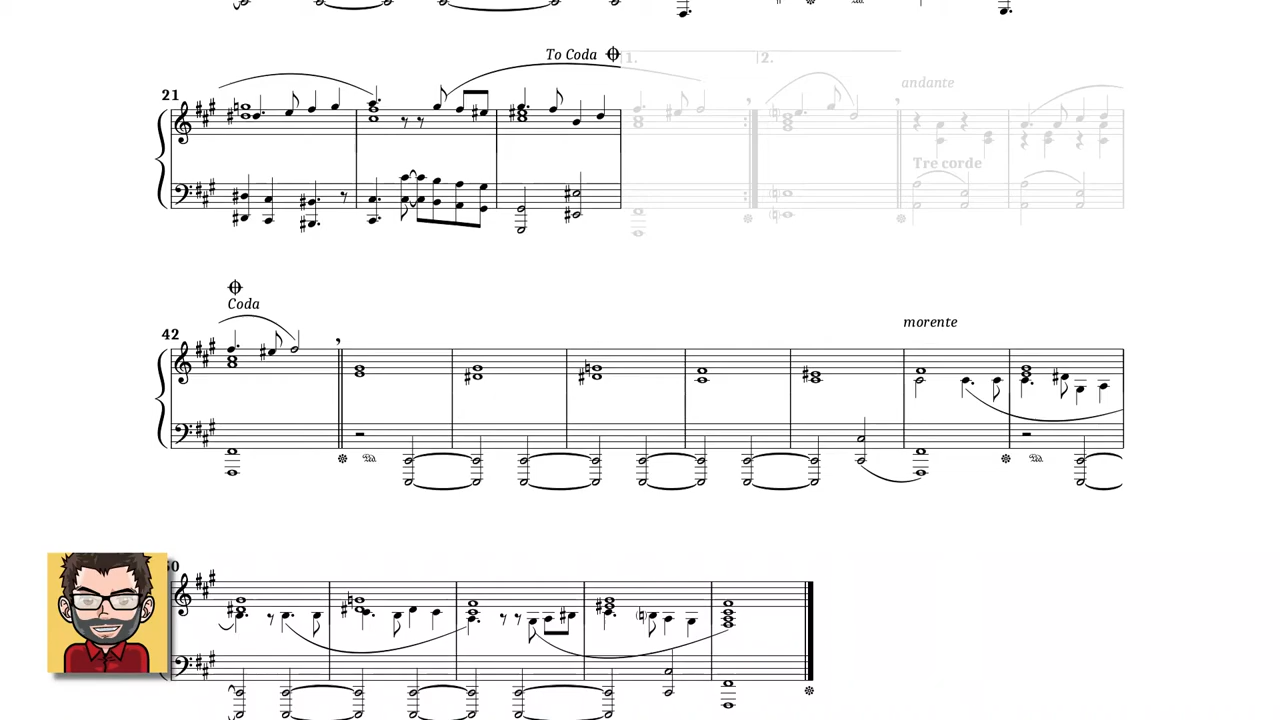 To Coda
1.
2.
andante
21
Tre corde
Coda
42
morente